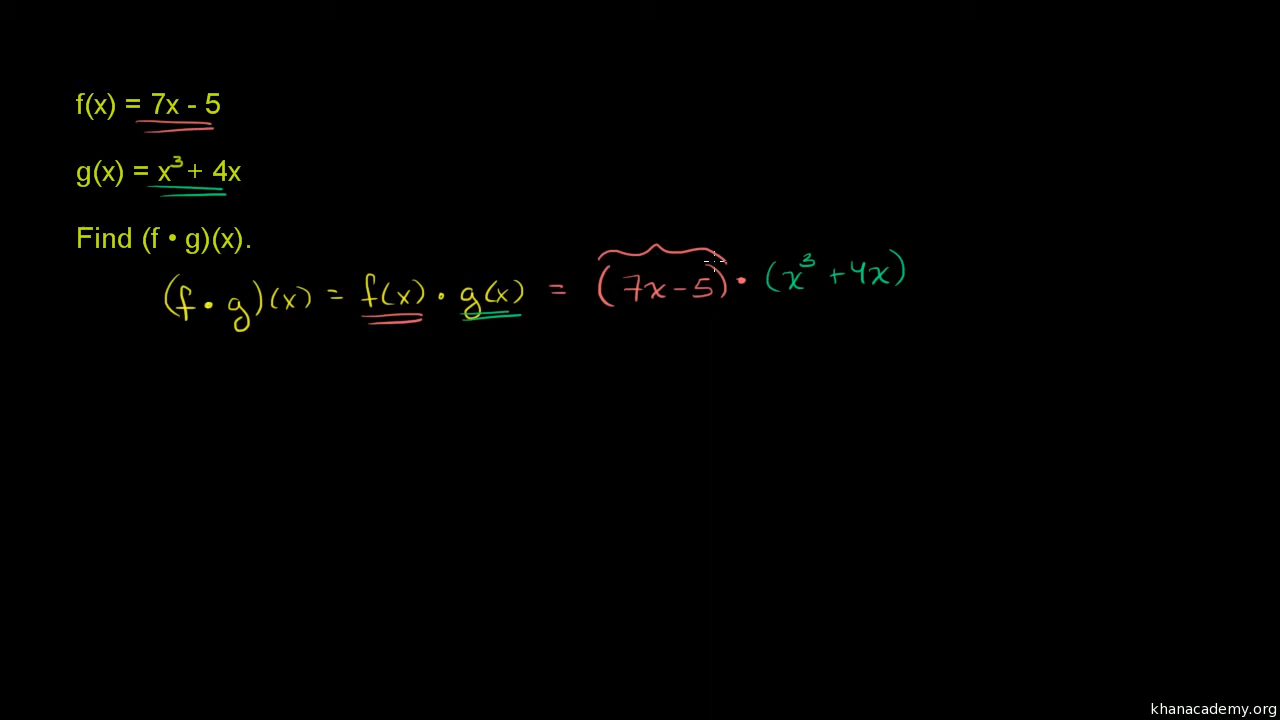 f(x) = 7x - 5
g(x) = x³ + 4x
Find (f • g)(x).
(f • g)(x) = f(x) • g(x) = (7x - 5) • (x³ + 4x)
khanacademy.org